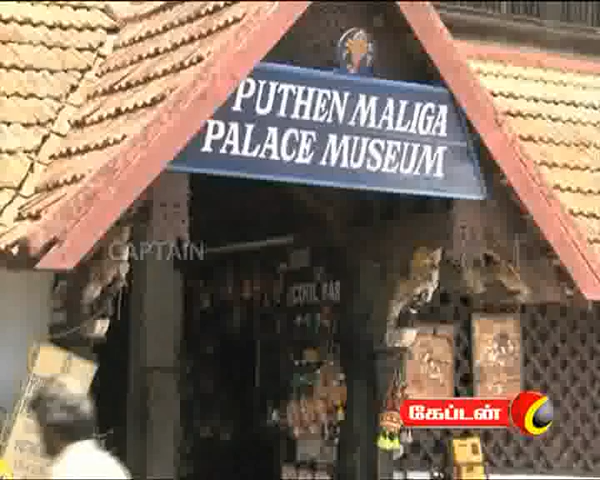 PUTHEN MALIGA
PALACE MUSEUM
CAPTAIN
கேப்டன்